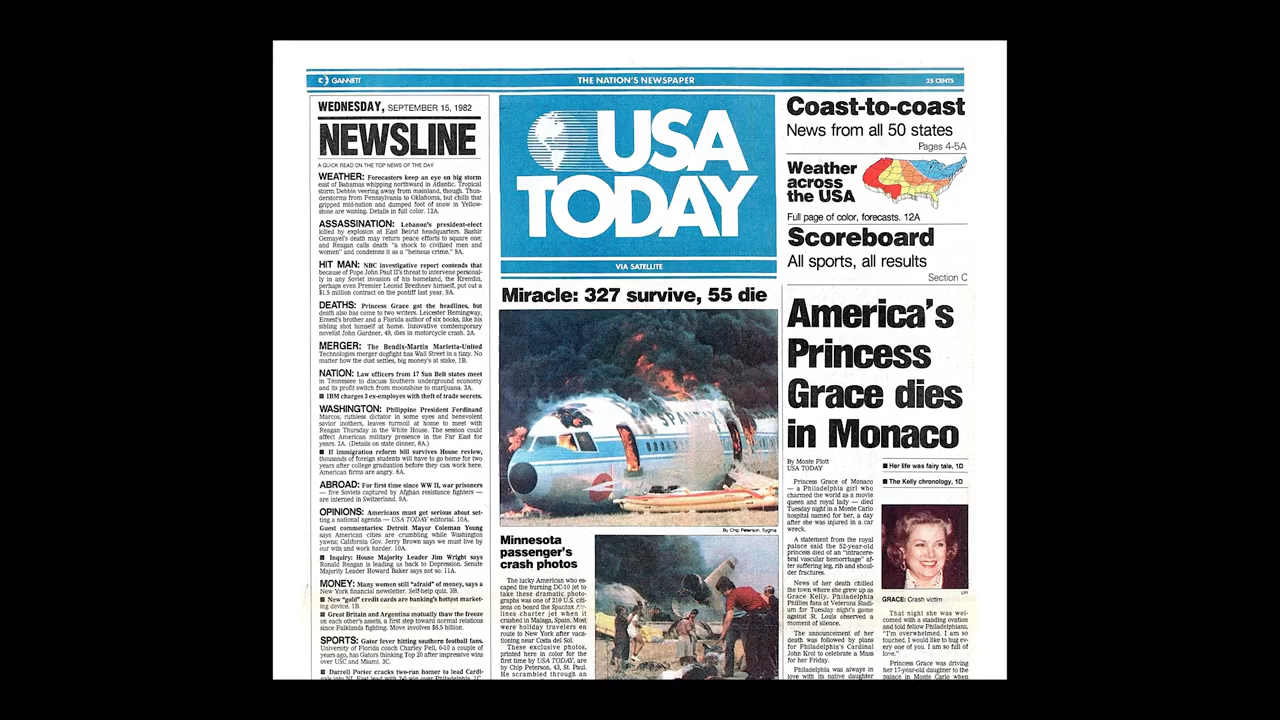 GANNETT
THE NATION'S NEWSPAPER
25 CENTS
WEDNESDAY, SEPTEMBER 15, 1982
NEWSLINE
A QUICK READ ON THE TOP NEWS OF THE DAY
WEATHER: Forecasters keep an eye on big storm
east of Bahamas whipping northward in Atlantic. Tropical
storm Debbie veering away from mainland, though. Thun-
derstorms from Pennsylvania to Oklahoma, but chills that
gripped mid-nation and dumped foot of snow in Yellow-
stone are waning. Details in full color. 12A.
ASSASSINATION: Lebanon's president-elect
killed by explosion at East Beirut headquarters. Bashir
Gemayel's death may return peace efforts to square one;
and Reagan calls death "a shock to civilized men and
women" and condemns it as a "heinous crime." 9A.
HIT MAN: NBC investigative report contends that
because of Pope John Paul II's threat to intervene personal-
ly in any Soviet invasion of his homeland, the Kremlin,
perhaps even Premier Leonid Brezhnev himself, put out a
$1.5 million contract on the pontiff last year. 9A.
DEATHS: Princess Grace got the headlines, but
death also has come to two writers. Leicester Hemingway,
Ernest's brother and a Florida author of six books, like his
sibling shot himself at home. Innovative contemporary
novelist John Gardner, 49, dies in motorcycle crash. 2A.
MERGER: The Bendix-Martin Marietta-United
Technologies merger dogfight has Wall Street in a tizzy. No
matter how the dust settles, big money's at stake. 1B.
NATION: Law officers from 17 Sun Belt states meet
in Tennessee to discuss Southern underground economy
and its profit switch from moonshine to marijuana. 3A.
■ IBM charges 3 ex-employes with theft of trade secrets.
WASHINGTON: Philippine President Ferdinand
Marcos, ruthless dictator in some eyes and benevolent
savior inothers, leaves turmoil at home to meet with
Reagan Thursday in the White House. The session could
affect American military presence in the Far East for
years. 2A. (Details on state dinner, 8A.)
■ If immigration reform bill survives House review,
thousands of foreign students will have to go home for two
years after college graduation before they can work here.
American firms are angry. 8A.
ABROAD: For first time since WW II, war prisoners
— five Soviets captured by Afghan resistance fighters —
are interned in Switzerland. 9A.
OPINIONS: Americans must get serious about set-
ting a national agenda — USA TODAY editorial. 10A.
Guest commentaries: Detroit Mayor Coleman Young
says American cities are crumbling while Washington
yawns; California Gov. Jerry Brown says we must live by
our wits and work harder. 10A.
■ Inquiry: House Majority Leader Jim Wright says
Ronald Reagan is leading us back to Depression. Senate
Majority Leader Howard Baker says not so. 11A.
MONEY: Many women still "afraid" of money, says a
New York financial newsletter. Self-help quiz. 3B.
■ New "gold" credit cards are banking's hottest market-
ing device. 1B.
■ Great Britain and Argentina mutually thaw the freeze
on each other's assets, a first step toward normal relations
since Falklands fighting. Move involves $6.5 billion.
SPORTS: Gator fever hitting southern football fans.
University of Florida coach Charley Pell, 0-10 a couple of
years ago, has Gators thinking Top 20 after impressive wins
over USC and Miami. 3C.
■ Darrell Porter cracks two-run homer to lead Cardi-
USA
TODAY
VIA SATELLITE
Miracle: 327 survive, 55 die
SPANTAX
By Chip Peterson, Sygma
Minnesota
passenger's
crash photos
The lucky American who es-
caped the burning DC-10 jet to
take these dramatic photo-
graphs was one of 210 U.S. citi-
zens on board the Spantax Air-
lines charter jet when it
crashed in Malaga, Spain. Most
were holiday travelers en
route to New York after vaca-
tioning near Costa del Sol.
These exclusive photos,
printed here in color for the
first time by USA TODAY, are
by Chip Peterson, 43, St. Paul.
He scrambled through an
Coast-to-coast
News from all 50 states
Pages 4-5A
Weather
across
the USA
Full page of color, forecasts. 12A
Scoreboard
All sports, all results
Section C
America's
Princess
Grace dies
in Monaco
By Monte Plott
USA TODAY
Princess Grace of Monaco
— a Philadelphia girl who
charmed the world as a movie
queen and royal lady — died
Tuesday night in a Monte Carlo
hospital named for her, a day
after she was injured in a car
wreck.
A statement from the royal
palace said the 52-year-old
princess died of an "intracere-
bral vascular hemorrhage" af-
ter suffering leg, rib and shoul-
der fractures.
News of her death chilled
the town where she grew up as
Grace Kelly. Philadelphia
Phillies fans at Veterans Stadi-
um for Tuesday night's game
against St. Louis observed a
moment of silence.
The announcement of her
death was followed by plans
for Philadelphia's Cardinal
John Krol to celebrate a Mass
for her Friday.
Philadelphia was always in
love with its native daughter
■ Her life was fairy tale, 1D
■ The Kelly chronology, 1D
UPI
GRACE: Crash victim
That night she was wel-
comed with a standing ovation
and told fellow Philadelphians,
"I'm overwhelmed. I am so
touched. I would like to hug ev-
ery one of you. I am so full of
love."
Princess Grace was driving
her 17-year-old daughter to the
palace in Monte Carlo when